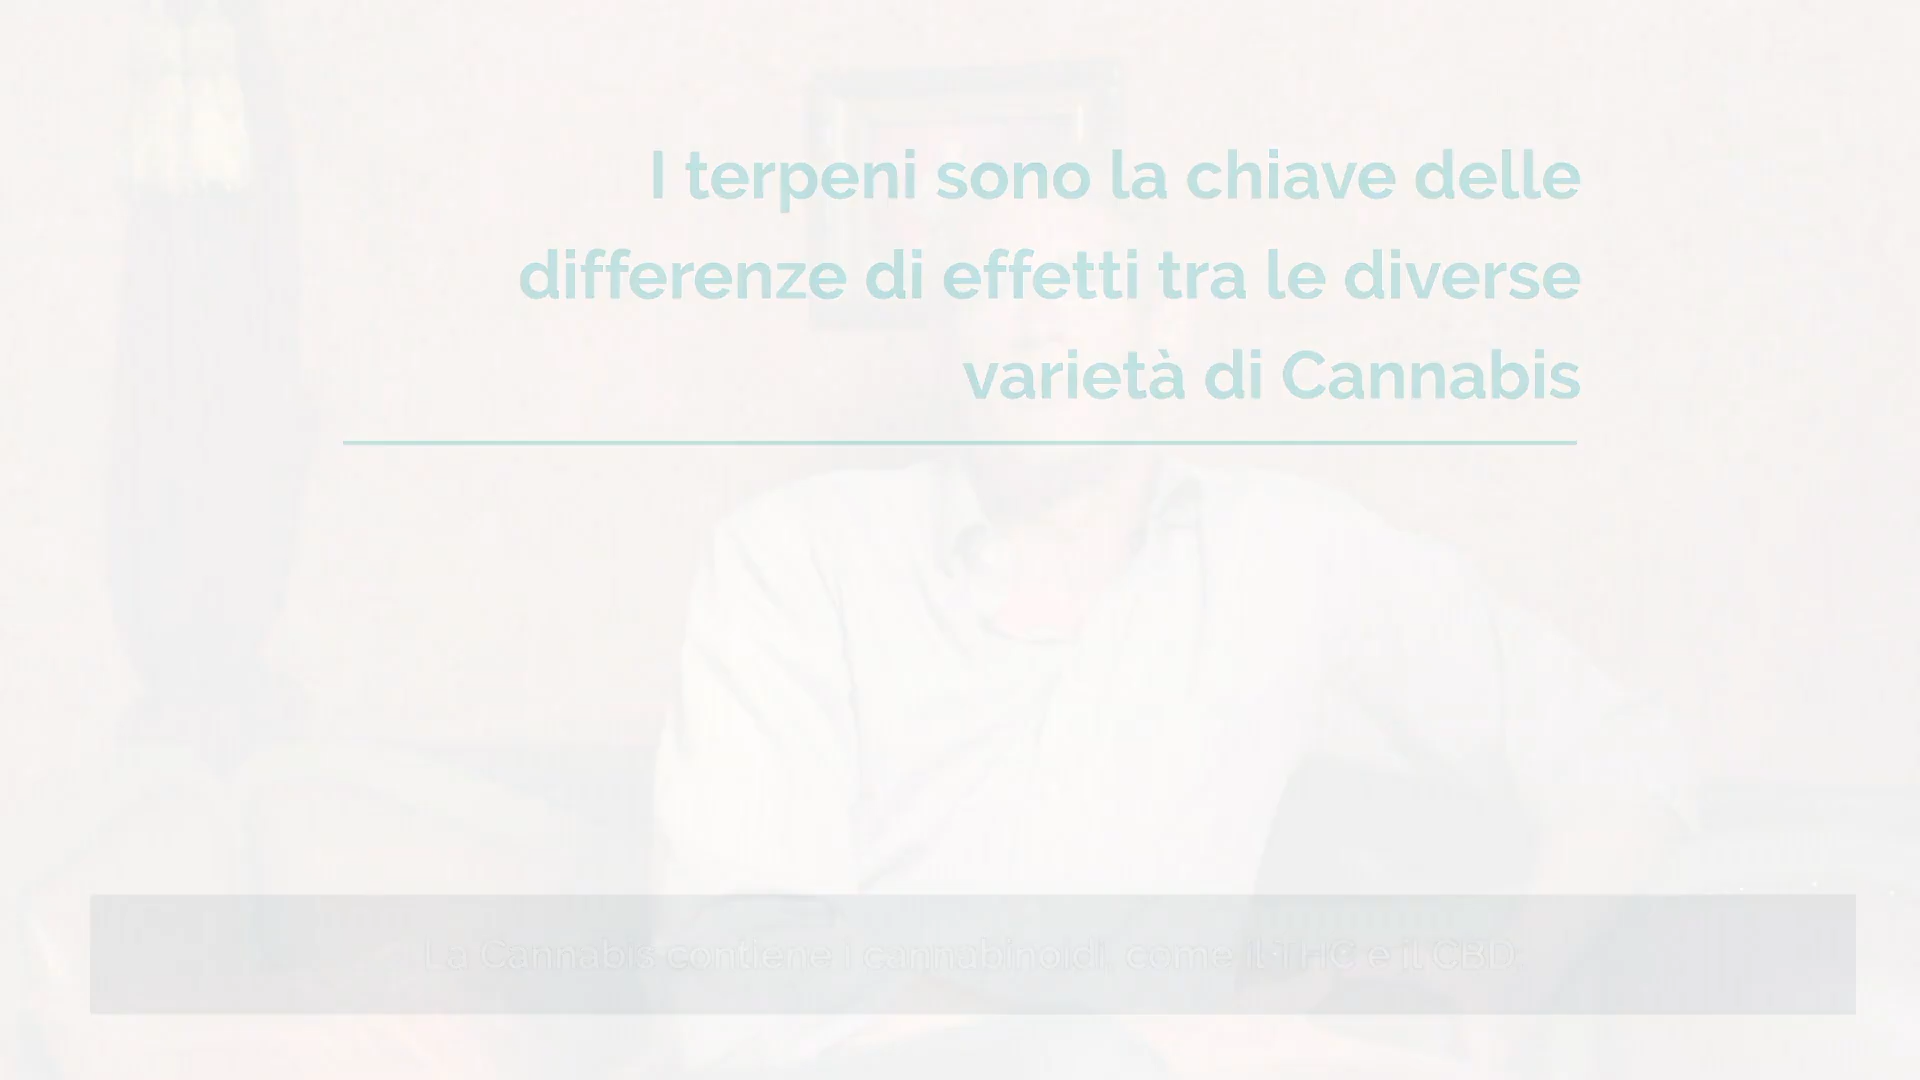 I terpeni sono la chiave delle
differenze di effetti tra le diverse
varietà di Cannabis
La Cannabis contiene i cannabinoidi, come il THC e il CBD;